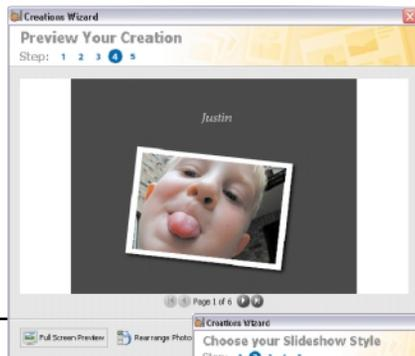 Creations Wizard
Preview Your Creation
Step: 1 2 3 4 5
Justin
Page 1 of 6
Full Screen Preview
Rearrange Photo
Creations Wizard
Choose your Slideshow Style